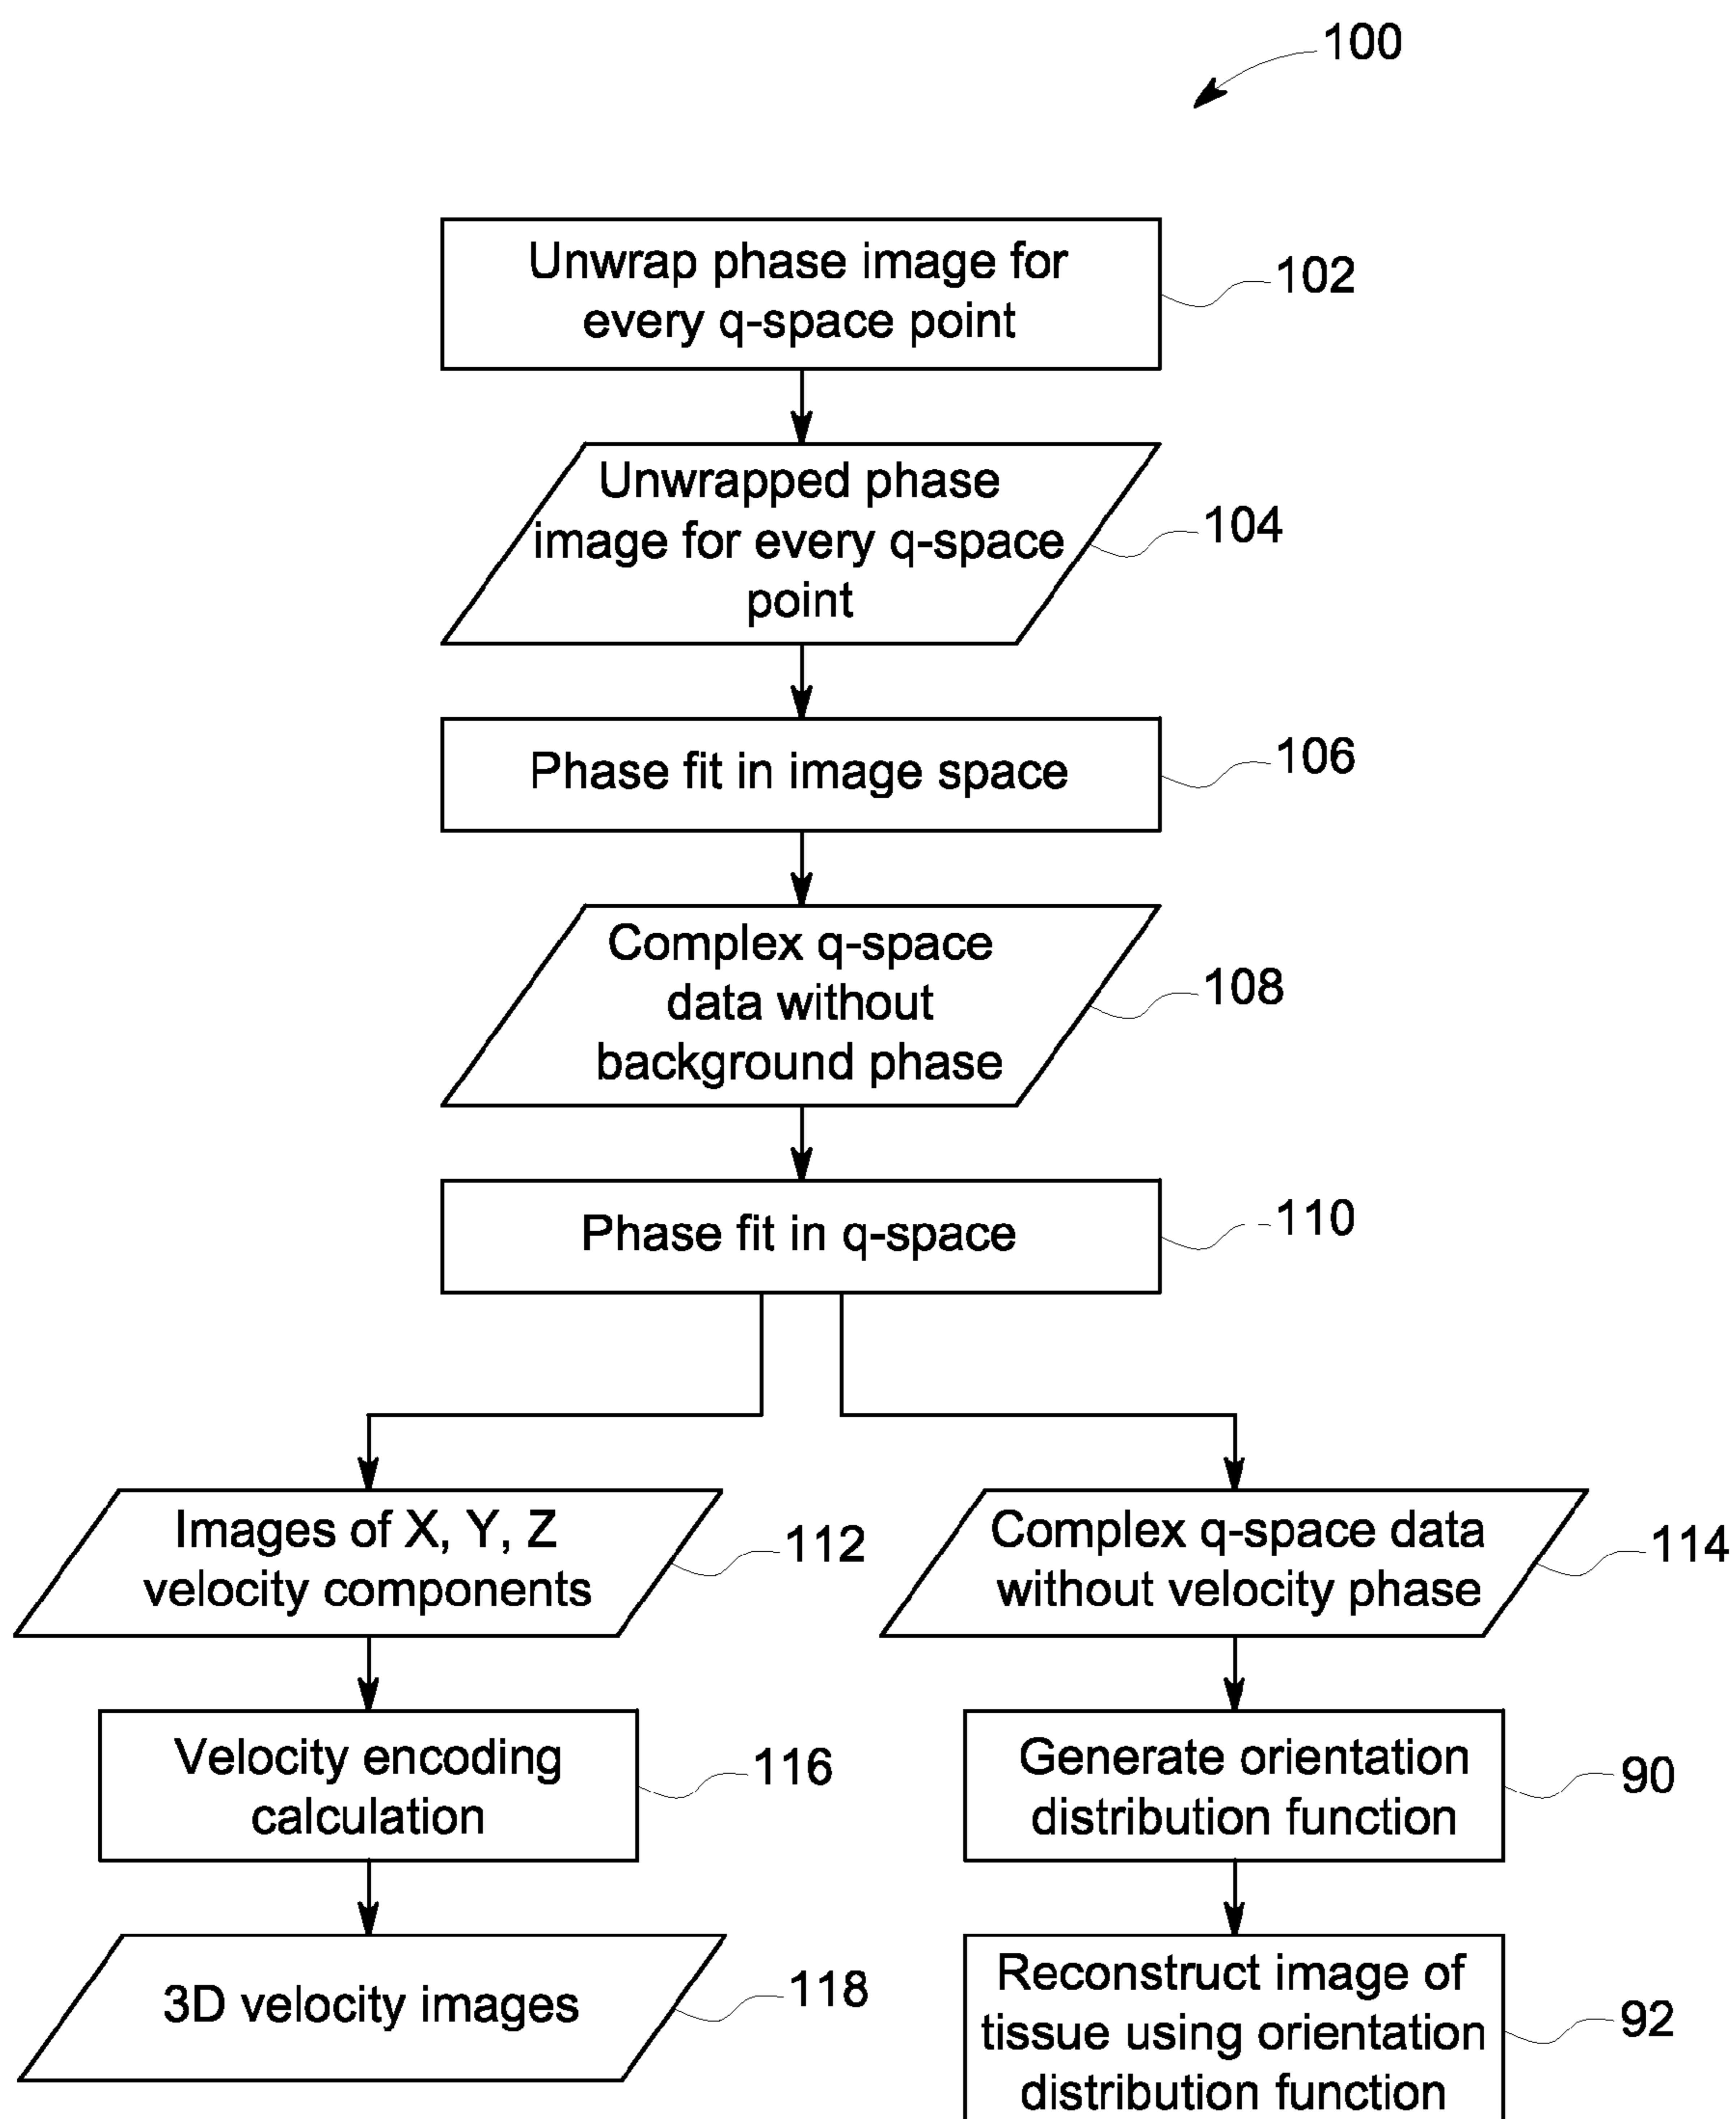 100
Unwrap phase image for
every q-space point
102
Unwrapped phase
image for every q-space
point
104
Phase fit in image space
106
Complex q-space
data without
background phase
108
Phase fit in q-space
110
Images of X, Y, Z
velocity components
112
Complex q-space data
without velocity phase
114
Velocity encoding
calculation
116
Generate orientation
distribution function
90
3D velocity images
118
Reconstruct image of
tissue using orientation
distribution function
92